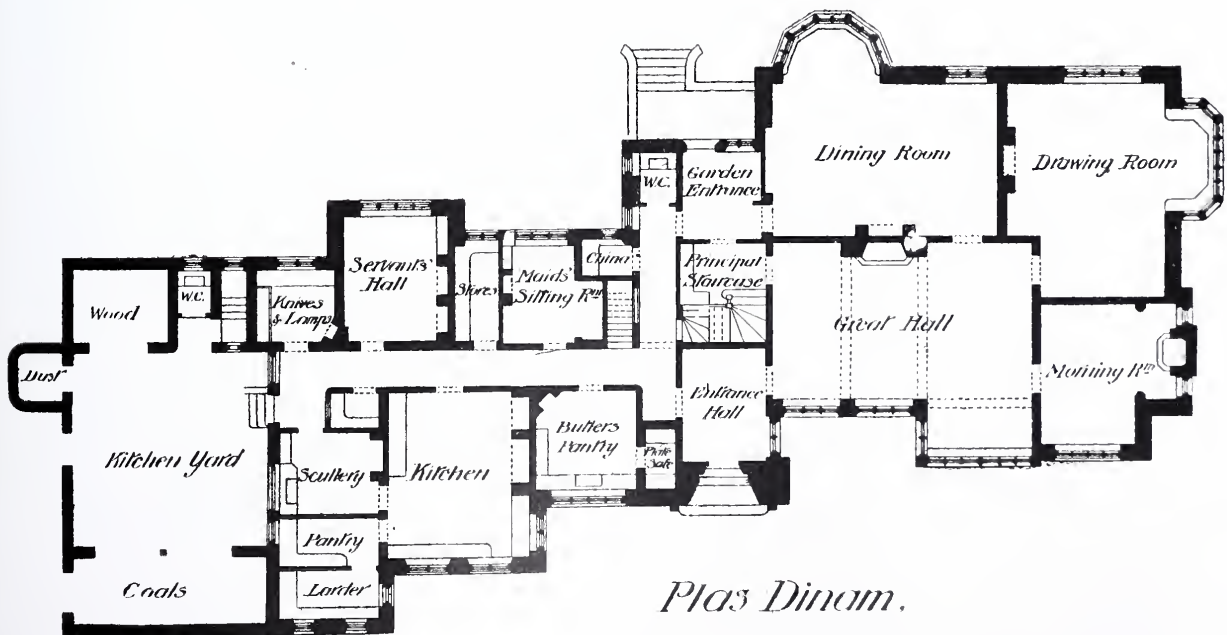 Dining Room
Drawing Room
W.C.
Garden
Entrance
Servants'
Hall
Stores
Maids'
Sitting Rm
China
Principal
Staircase
Wood
W.C.
Knives
& Lamps
Great Hall
Dust
Morning Rm
Entrance
Hall
Kitchen Yard
Scullery
Kitchen
Butlers
Pantry
Plate
Safe
Pantry
Coals
Larder
Plas Dinam.